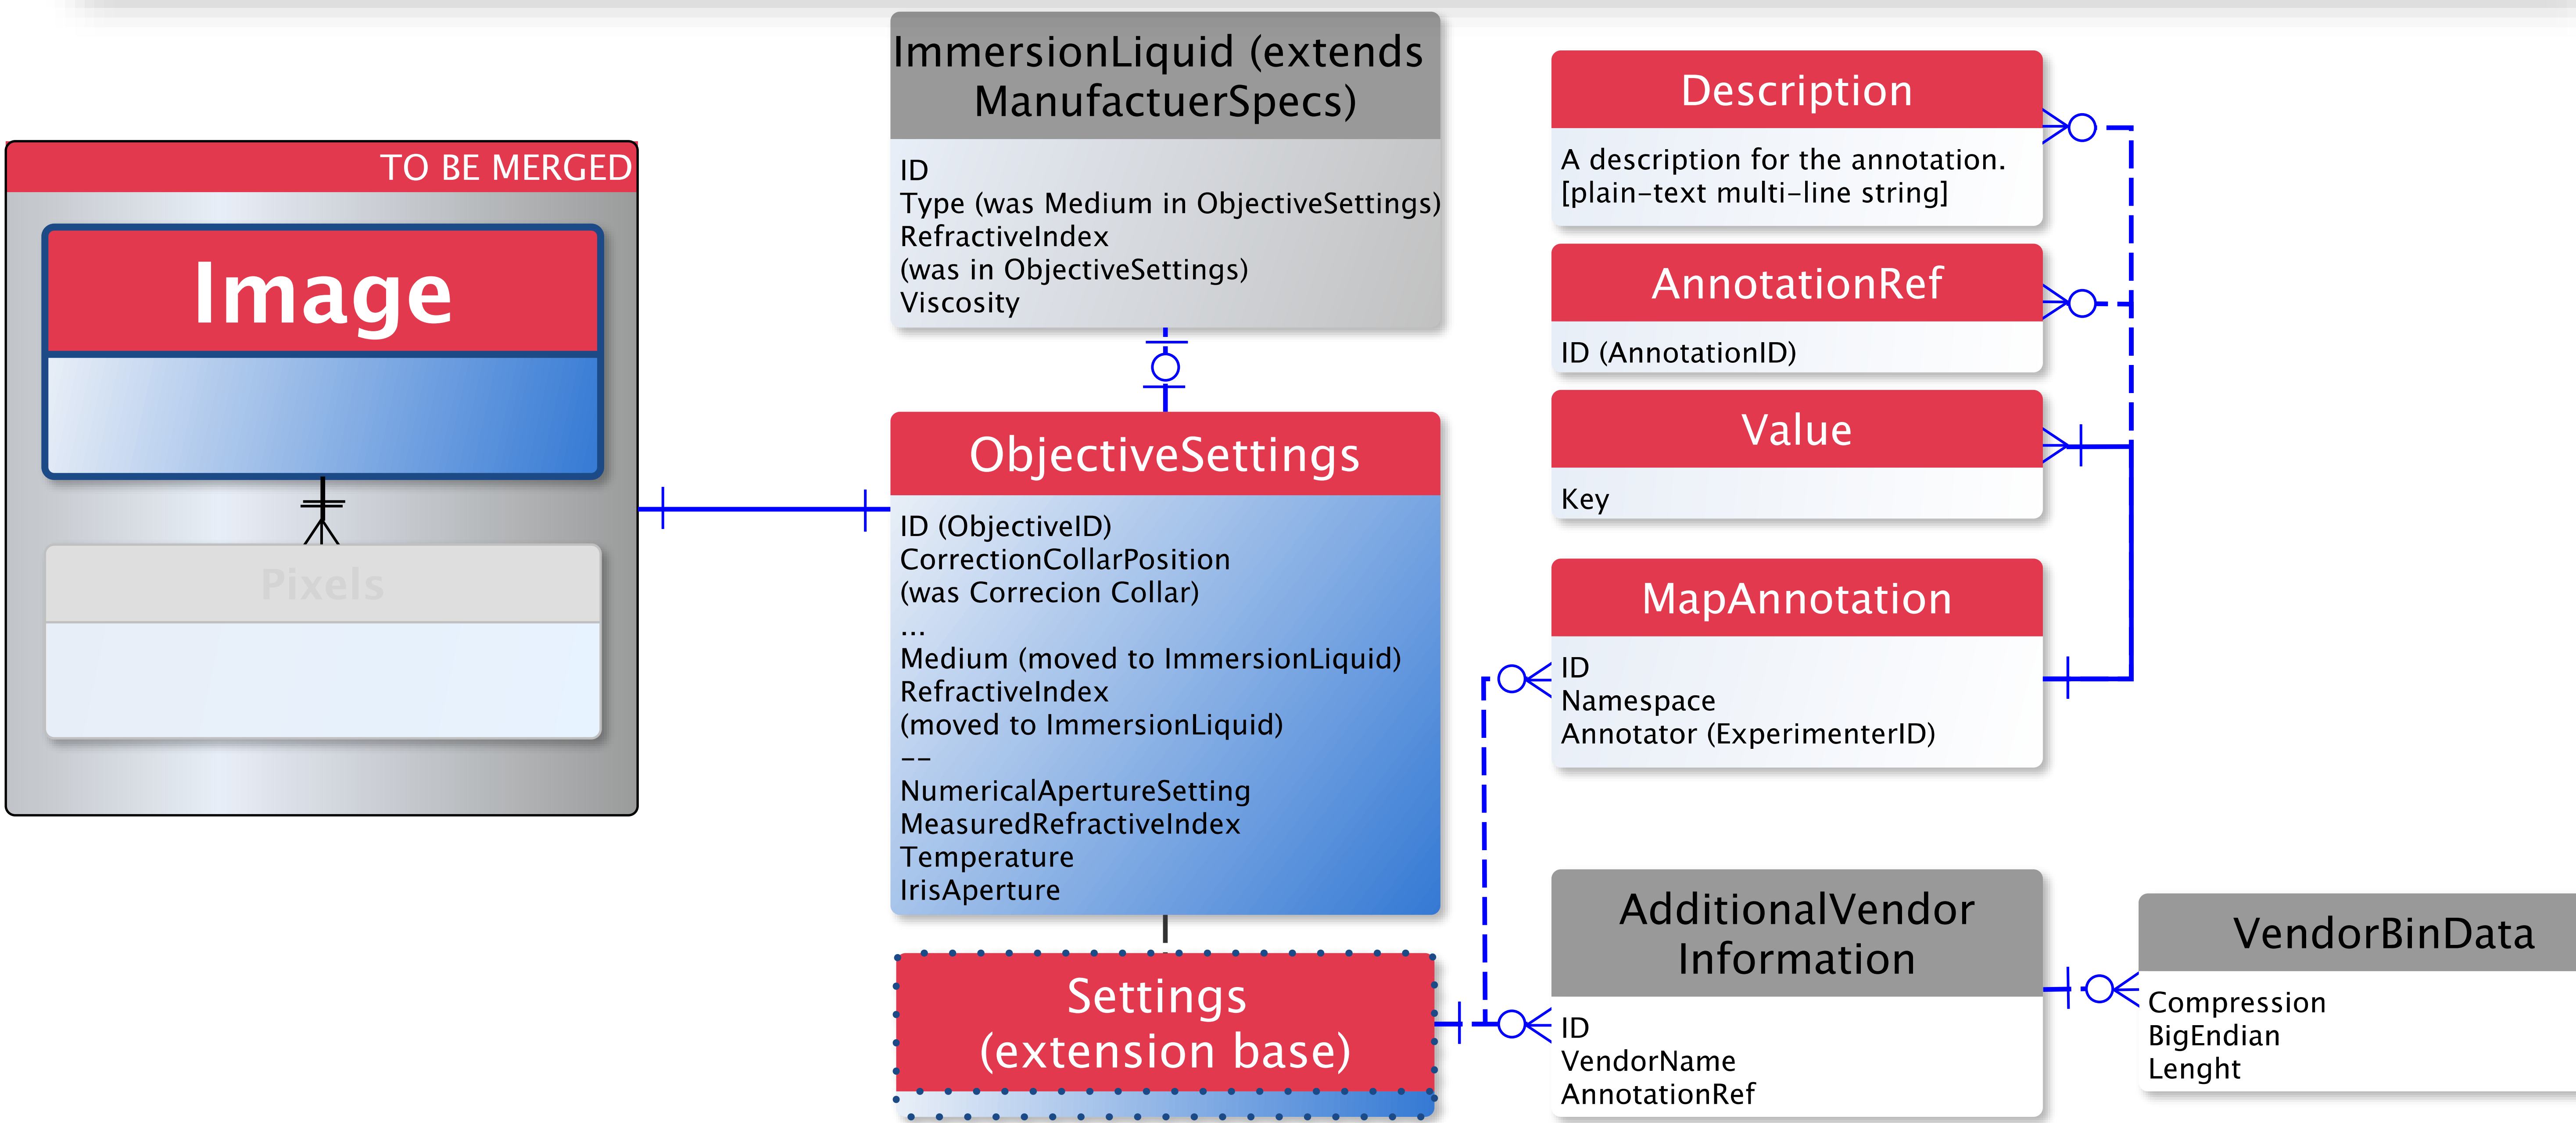 TO BE MERGED
Image
Pixels
ImmersionLiquid (extends
ManufactuerSpecs)
ID
Type (was Medium in ObjectiveSettings)
RefractiveIndex
(was in ObjectiveSettings)
Viscosity
ObjectiveSettings
ID (ObjectiveID)
CorrectionCollarPosition
(was Correcion Collar)
...
Medium (moved to ImmersionLiquid)
RefractiveIndex
(moved to ImmersionLiquid)
--
NumericalApertureSetting
MeasuredRefractiveIndex
Temperature
IrisAperture
Settings
(extension base)
Description
A description for the annotation.
[plain-text multi-line string]
AnnotationRef
ID (AnnotationID)
Value
Key
MapAnnotation
ID
Namespace
Annotator (ExperimenterID)
AdditionalVendor
Information
ID
VendorName
AnnotationRef
VendorBinData
Compression
BigEndian
Lenght